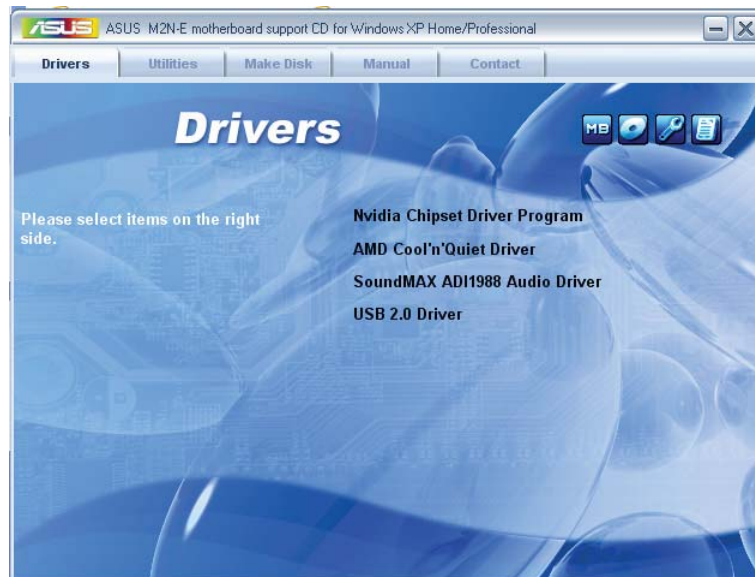 ASUS ASUS M2N-E motherboard support CD for Windows XP Home/Professional
Drivers Utilities Make Disk Manual Contact
Drivers
MB
Please select items on the right
side.
Nvidia Chipset Driver Program
AMD Cool'n'Quiet Driver
SoundMAX ADI1988 Audio Driver
USB 2.0 Driver